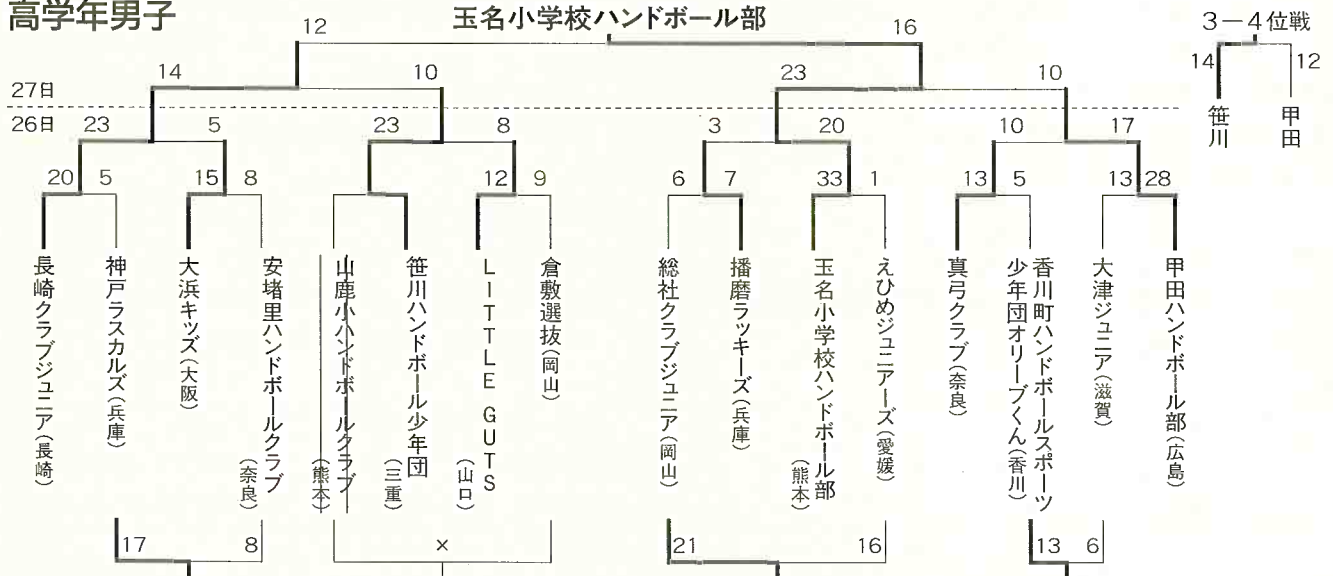 高学年男子
玉名小学校ハンドボール部
3－4位戦
12
16
14
12
笹川
甲田
27日
14
10
23
10
26日
23
5
23
8
3
20
10
17
20
5
15
8
12
9
6
7
33
1
13
5
13
28
長崎クラブジュニア（長崎）
神戸ラスカルズ（兵庫）
大浜キッズ（大阪）
安堵里ハンドボールクラブ（奈良）
山鹿小ハンドボールクラブ（熊本）
笹川ハンドボール少年団（三重）
LITTLE GUTS（山口）
倉敷選抜（岡山）
総社クラブジュニア（岡山）
播磨ラッキーズ（兵庫）
玉名小学校ハンドボール部（熊本）
えひめジュニアーズ（愛媛）
真弓クラブ（奈良）
香川町ハンドボールスポーツ
少年団オリーブくん（香川）
大津ジュニア（滋賀）
甲田ハンドボール部（広島）
17
8
×
21
16
13
6